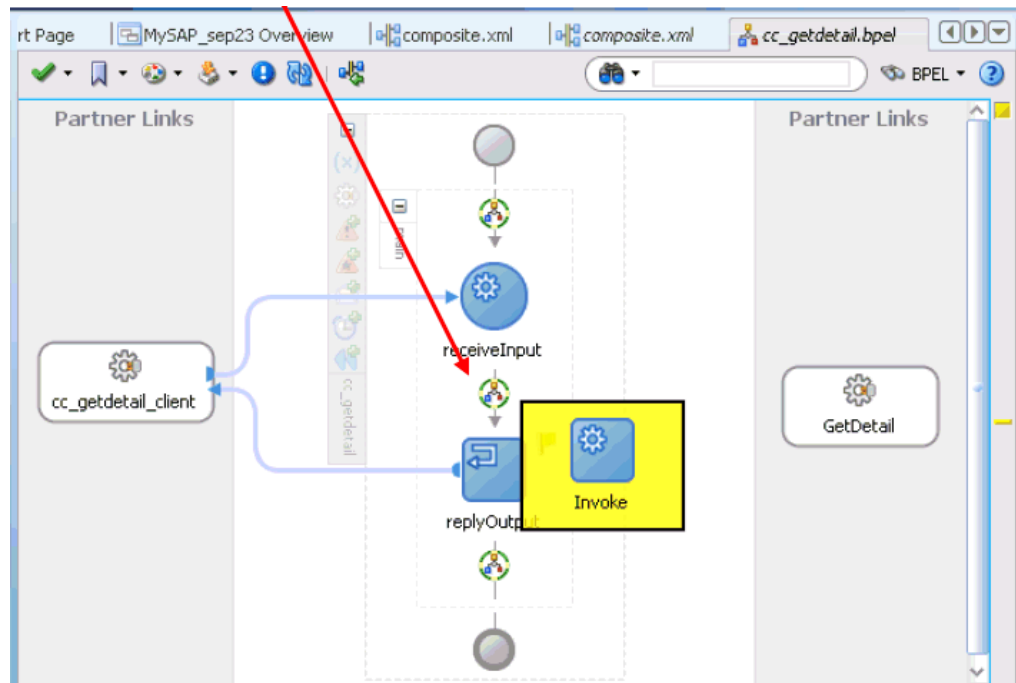 rt Page
MySAP_sep23 Overview
composite.xml
composite.xml
cc_getdetail.bpel
BPEL
Partner Links
Partner Links
(x)
main
receiveInput
cc_getdetail_client
cc_getdetail
GetDetail
Invoke
replyOutput